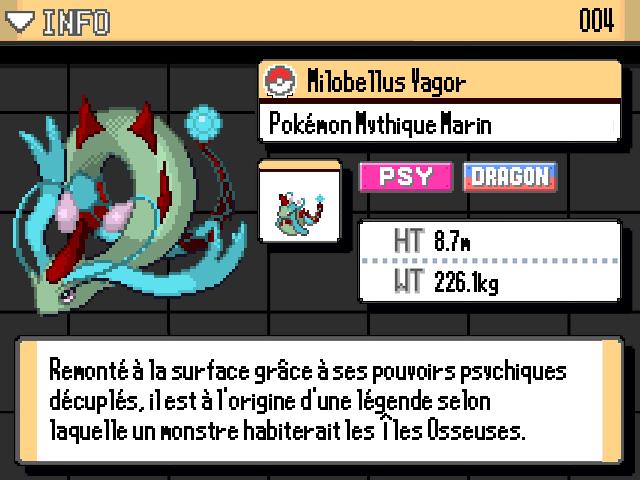 INFO
004
Milobellus Yagor
Pokémon Mythique Marin
PSY
DRAGON
HT 8.7m
WT 226.1kg
Remonté à la surface grâce à ses pouvoirs psychiques
décuplés, il est à l'origine d'une légende selon
laquelle un monstre habiterait les Îles Osseuses.